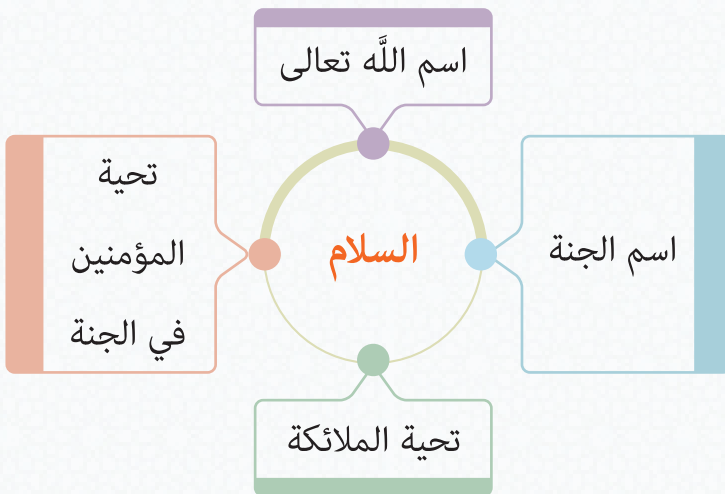 اسم اللَّه تعالى
اسم الجنة
السلام
تحية
المؤمنين
في الجنة
تحية الملائكة